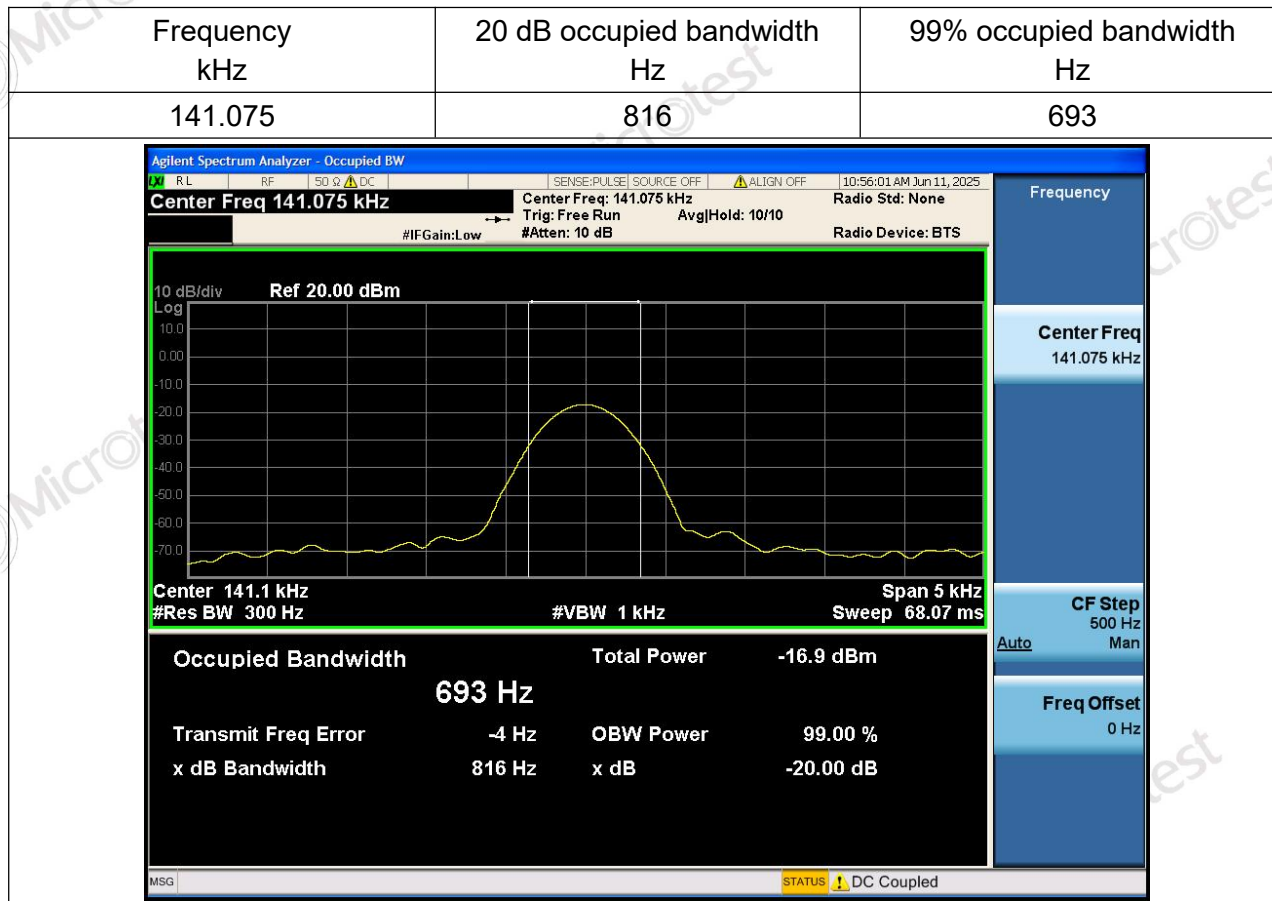 Frequency 20 dB occupied bandwidth 99% occupied bandwidth
kHz Hz Hz
141.075 816 693
Agilent Spectrum Analyzer - Occupied BW
LXI RL RF 50 Ω DC SENSE:PULSE SOURCE OFF ALIGN OFF 10:56:01 AM Jun 11, 2025
Center Freq 141.075 kHz Center Freq: 141.075 kHz Radio Std: None Frequency
Trig: Free Run Avg|Hold: 10/10
#IFGain:Low #Atten: 10 dB Radio Device: BTS
10 dB/div Ref 20.00 dBm
Log
10.0
0.00
-10.0
-20.0
-30.0
-40.0
-50.0
-60.0
-70.0
Center Freq
141.075 kHz
Center 141.1 kHz Span 5 kHz
#Res BW 300 Hz #VBW 1 kHz Sweep 68.07 ms
CF Step
500 Hz
Auto Man
Occupied Bandwidth Total Power -16.9 dBm
693 Hz
Transmit Freq Error -4 Hz OBW Power 99.00 %
x dB Bandwidth 816 Hz x dB -20.00 dB
Freq Offset
0 Hz
MSG STATUS DC Coupled
Microtest